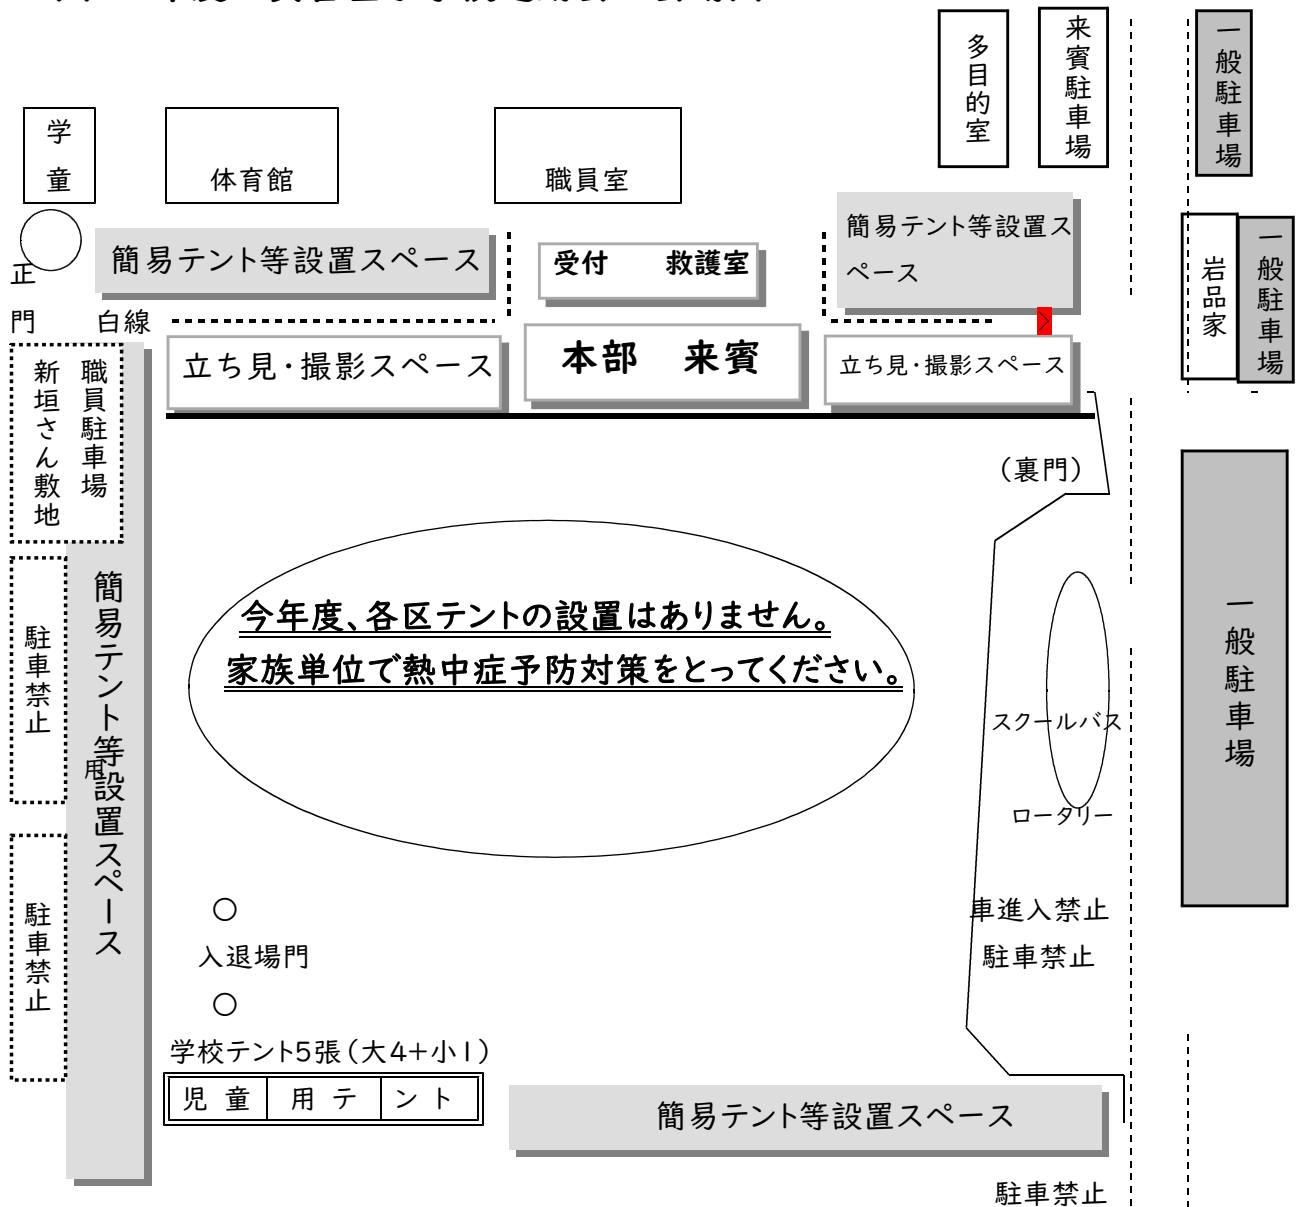 多目的室
来賓駐車場
一般駐車場
学
童
体育館
職員室
簡易テント等設置スペース
受付　　救護室
簡易テント等設置ス
ペース
正
門
白線
岩品家
一般駐車場
立ち見・撮影スペース
本部　来賓
立ち見・撮影スペース
職員駐車場
新垣さん敷地
（裏門）
今年度、各区テントの設置はありません。
家族単位で熱中症予防対策をとってください。
簡易テント等設置スペース
用
駐車禁止
駐車禁止
スクールバス
ロータリー
一般駐車場
○
入退場門
○
車進入禁止
駐車禁止
学校テント5張（大4+小1）
児 童 用 テ ン ト
簡易テント等設置スペース
駐車禁止